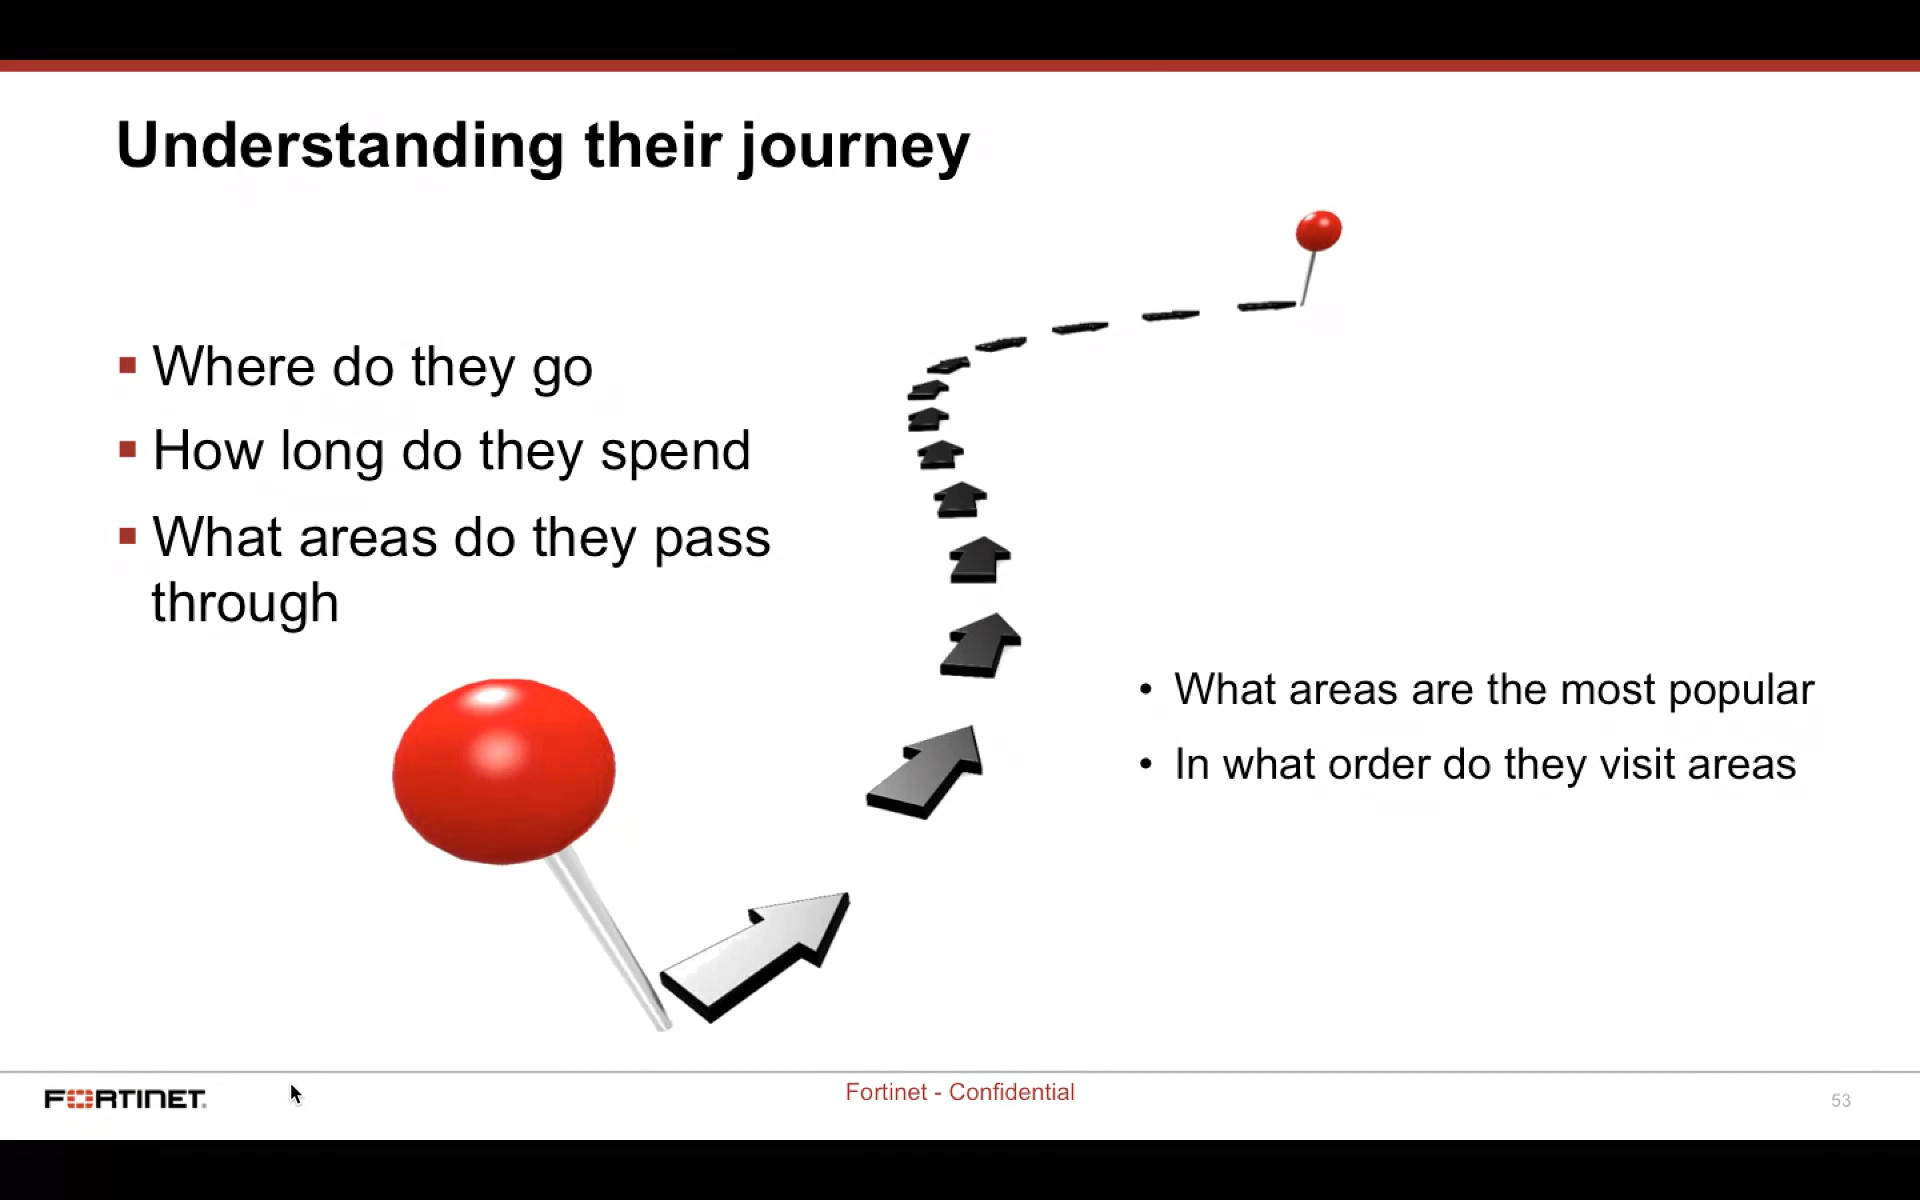 Understanding their journey
▪ Where do they go
▪ How long do they spend
▪ What areas do they pass
through
• What areas are the most popular
• In what order do they visit areas
FORTINET
Fortinet - Confidential
53